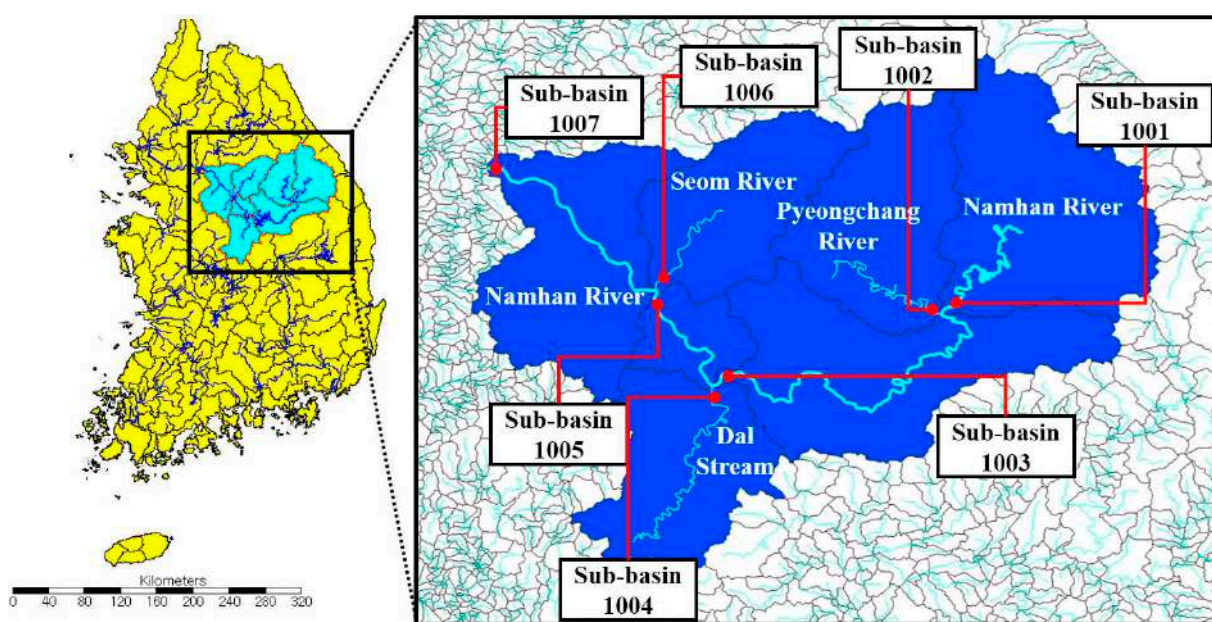 Sub-basin
1002
Sub-basin
1006
Sub-basin
1007
Sub-basin
1001
Seom River
Pyeongchang
River
Namhan River
Namhan River
Sub-basin
1005
Dal
Stream
Sub-basin
1003
Sub-basin
1004
Kilometers
0 40 80 120 160 200 240 280 320